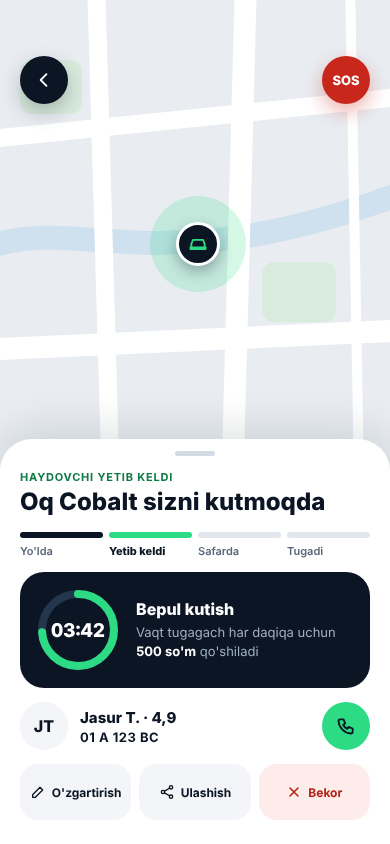 SOS
HAYDOVCHI YETIB KELDI
Oq Cobalt sizni kutmoqda
Yo'lda
Yetib keldi
Safarda
Tugadi
03:42
Bepul kutish
Vaqt tugagach har daqiqa uchun
500 so'm qo'shiladi
JT
Jasur T. · 4,9
01 A 123 BC
O'zgartirish
Ulashish
Bekor